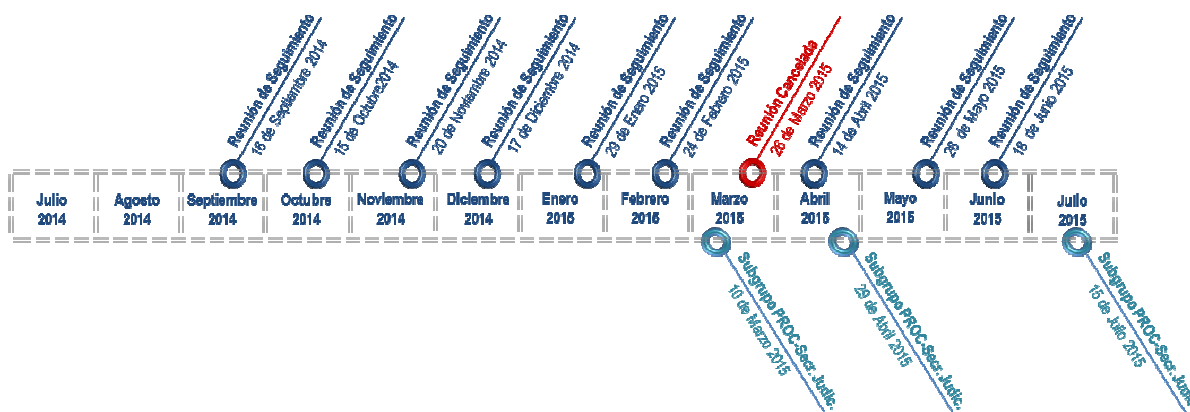 Reunión de Seguimiento
16 de Septiembre 2014
Reunión de Seguimiento
15 de Octubre2014
Reunión de Seguimiento
20 de Noviembre 2014
Reunión de Seguimiento
17 de Diciembre 2014
Reunión de Seguimiento
29 de Enero 2015
Reunión de Seguimiento
24 de Febrero 2015
Reunión Cancelada
26 de Marzo 2015
Reunión de Seguimiento
14 de Abril 2015
Reunión de Seguimiento
28 de Mayo 2015
Reunión de Seguimiento
18 de Junio 2015
Julio
2014
Agosto
2014
Septiembre
2014
Octubre
2014
Noviembre
2014
Diciembre
2014
Enero
2015
Febrero
2015
Marzo
2015
Abril
2015
Mayo
2015
Junio
2015
Julio
2015
Subgrupo PROC-Secr. Judic.
10 de Marzo 2015
Subgrupo PROC-Secr. Judic.
29 de Abril 2015
Subgrupo PROC-Secr. Judic.
15 de Julio 2015